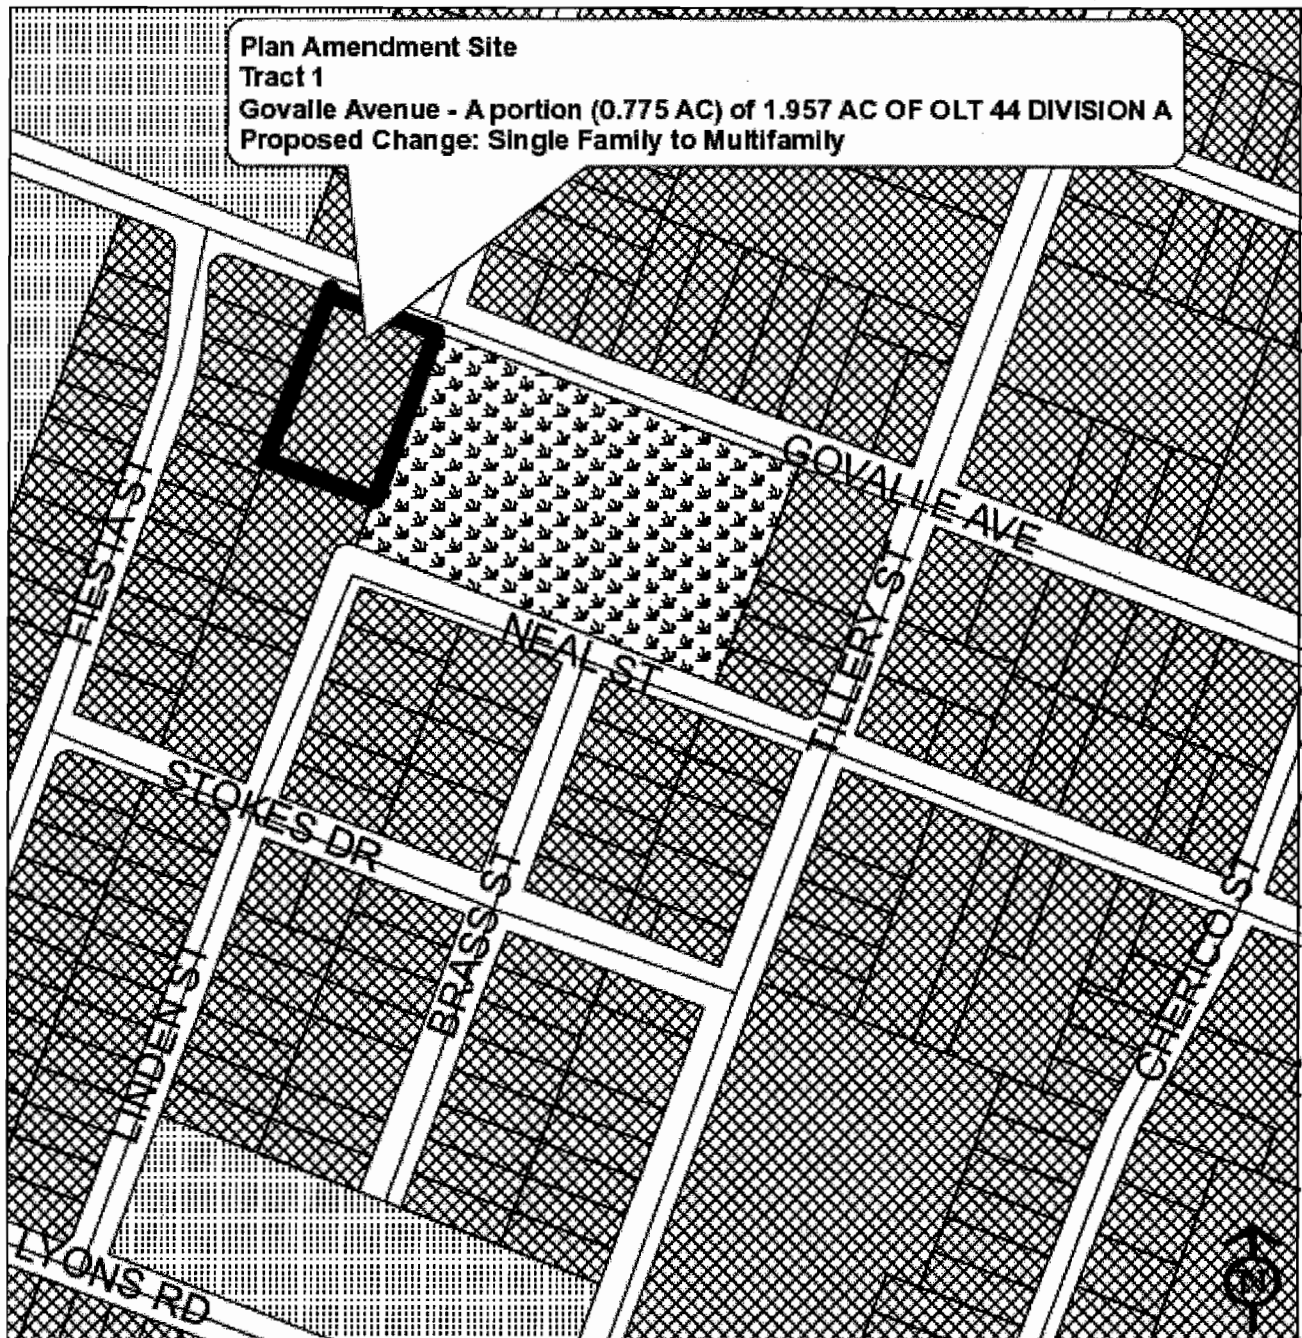 Plan Amendment Site
Tract 1
Govalle Avenue - A portion (0.775 AC) of 1.957 AC OF OLT 44 DIVISION A
Proposed Change: Single Family to Multifamily
GOVALLE AVE
FIESTA ST
TILLERY ST
NEAL ST
STOKES DR
BRASS ST
CHERICO ST
LINDEN ST
LYONS RD
N